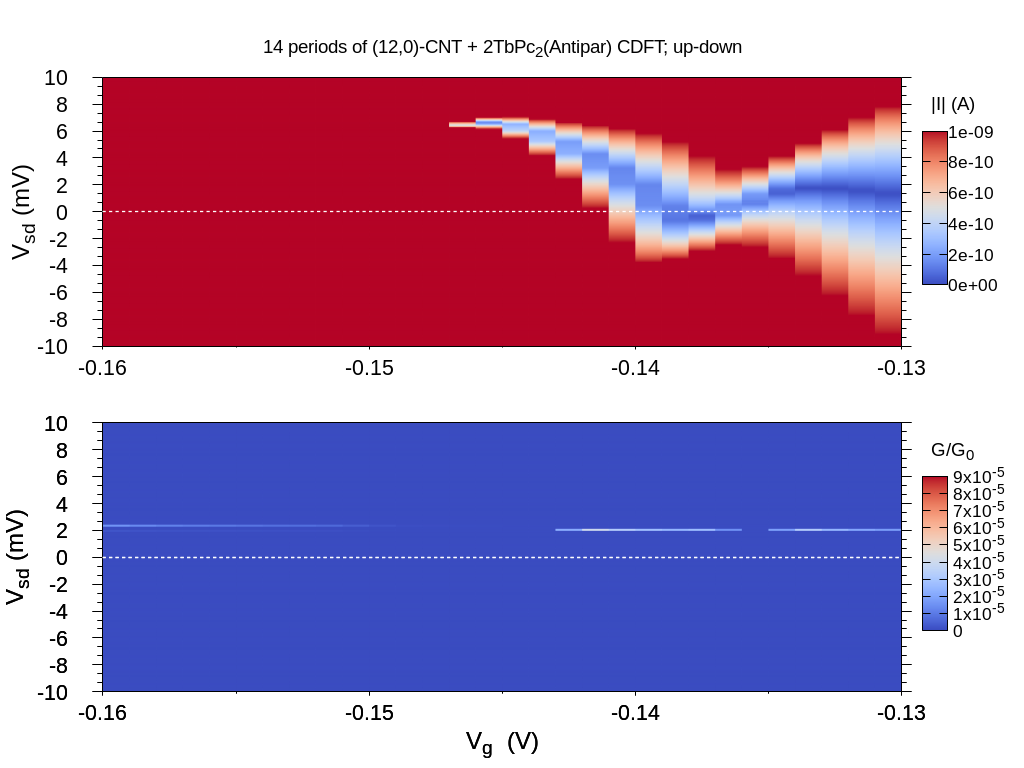 14 periods of (12,0)-CNT + 2TbPc2(Antipar) CDFT; up-down
|I| (A)
10
8
6
4
2
0
-2
-4
-6
-8
-10
Vsd (mV)
1e-09
8e-10
6e-10
4e-10
2e-10
0e+00
-0.16 -0.15 -0.14 -0.13
G/G0
10
8
6
4
2
0
-2
-4
-6
-8
-10
Vsd (mV)
9x10-5
8x10-5
7x10-5
6x10-5
5x10-5
4x10-5
3x10-5
2x10-5
1x10-5
0
-0.16 -0.15 -0.14 -0.13
Vg (V)